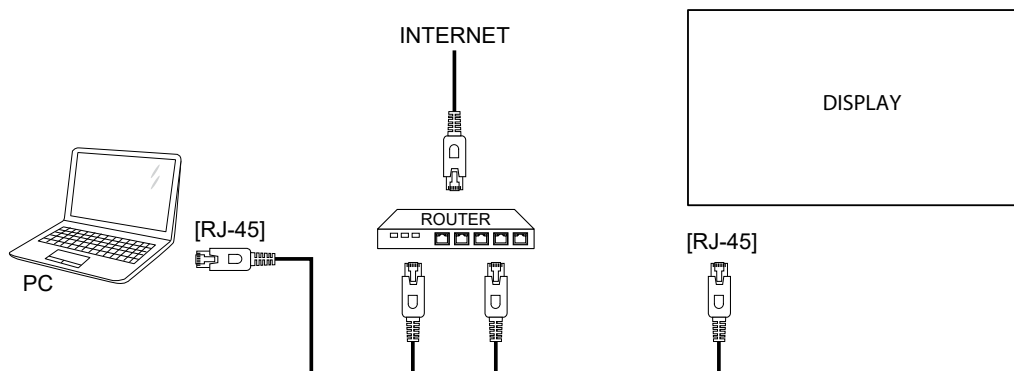 INTERNET
DISPLAY
ROUTER
[RJ-45]
[RJ-45]
PC